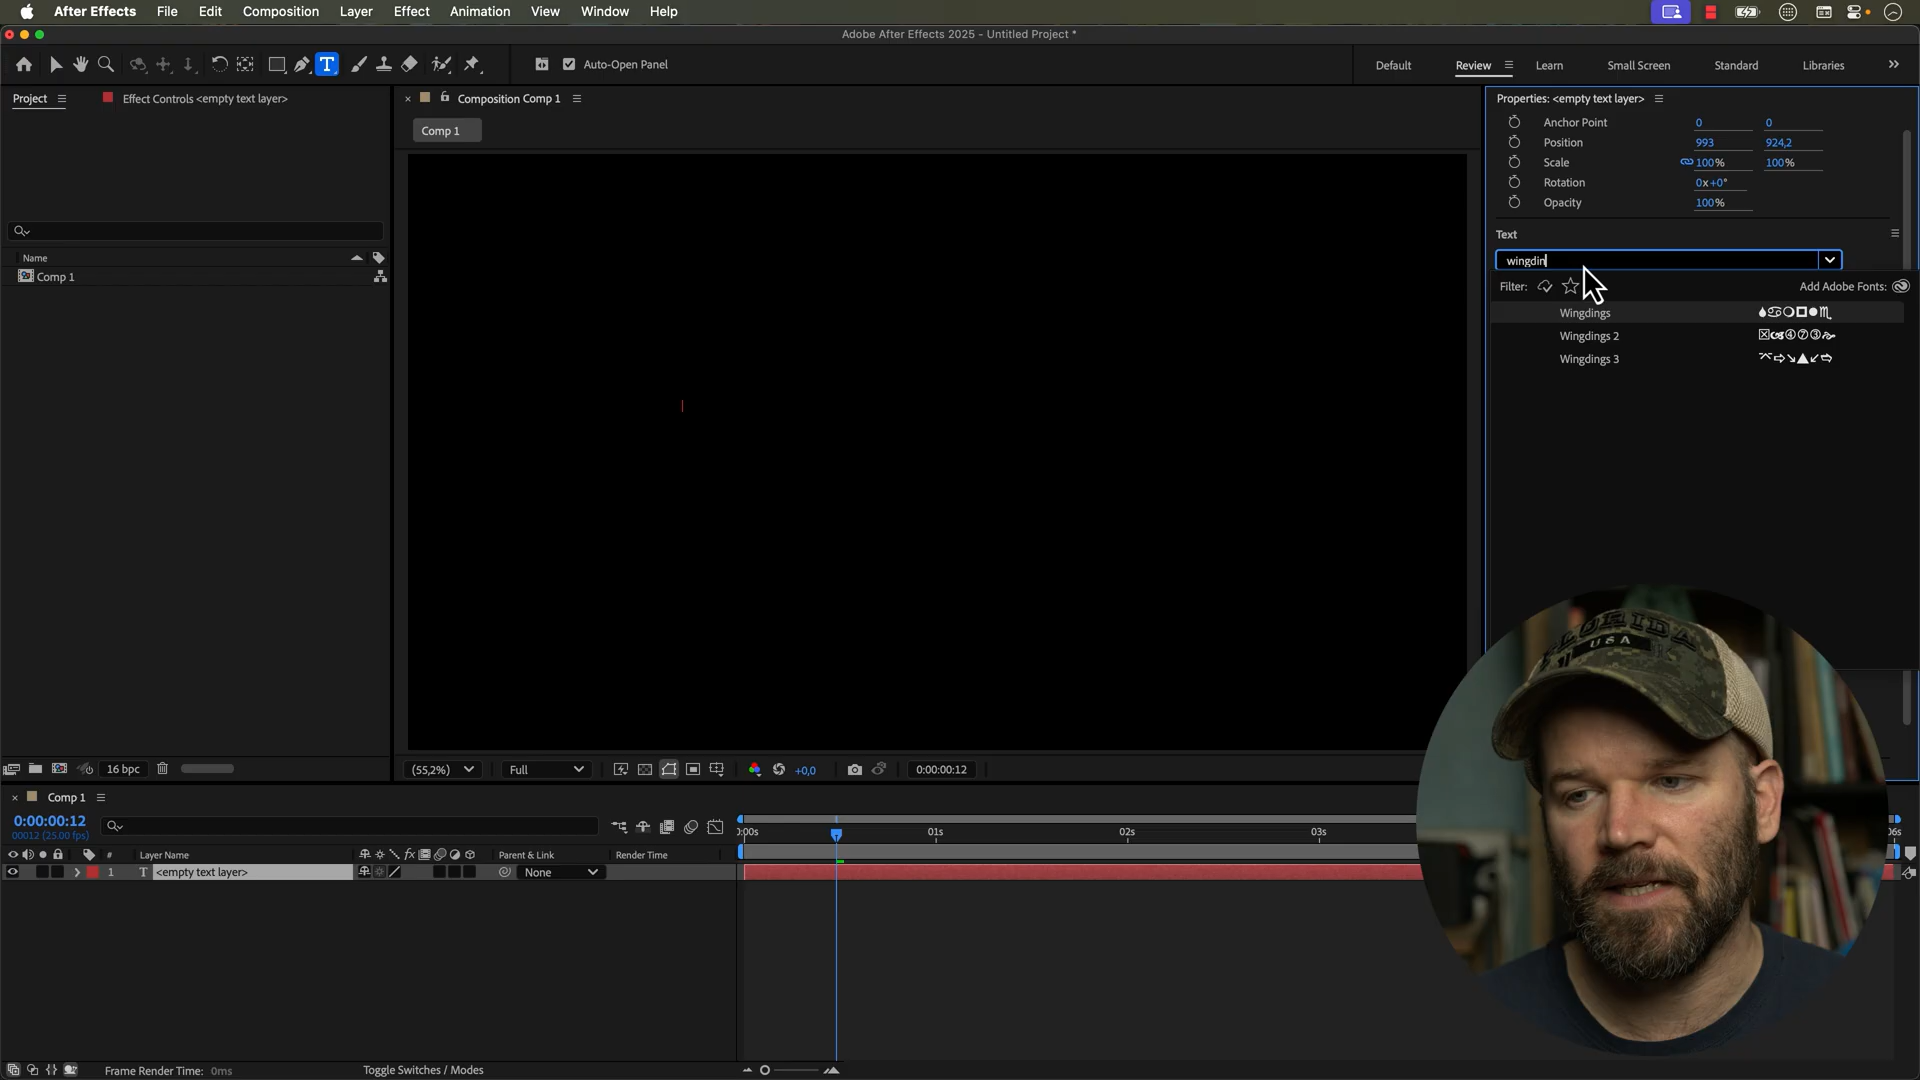 After Effects File Edit Composition Layer Effect Animation View Window Help
Adobe After Effects 2025 - Untitled Project *
T Auto-Open Panel Default Review Learn Small Screen Standard Libraries
Project Effect Controls <empty text layer>
Composition Comp 1
Properties: <empty text layer>
Comp 1
Anchor Point 0 0
Position 993 924,2
Scale 100% 100%
Rotation 0x+0°
Opacity 100%
Text
wingdin
Filter: Add Adobe Fonts:
Wingdings
Wingdings 2
Wingdings 3
Name
Comp 1
16 bpc (55,2%) Full +0,0 0:00:00:12
Comp 1
0:00:00:12
00012 (25.00 fps)
0:00s 01s 02s 03s 06s
# Layer Name fx Parent & Link Render Time
1 T <empty text layer> None
FLORIDA
USA
Frame Render Time: 0ms Toggle Switches / Modes